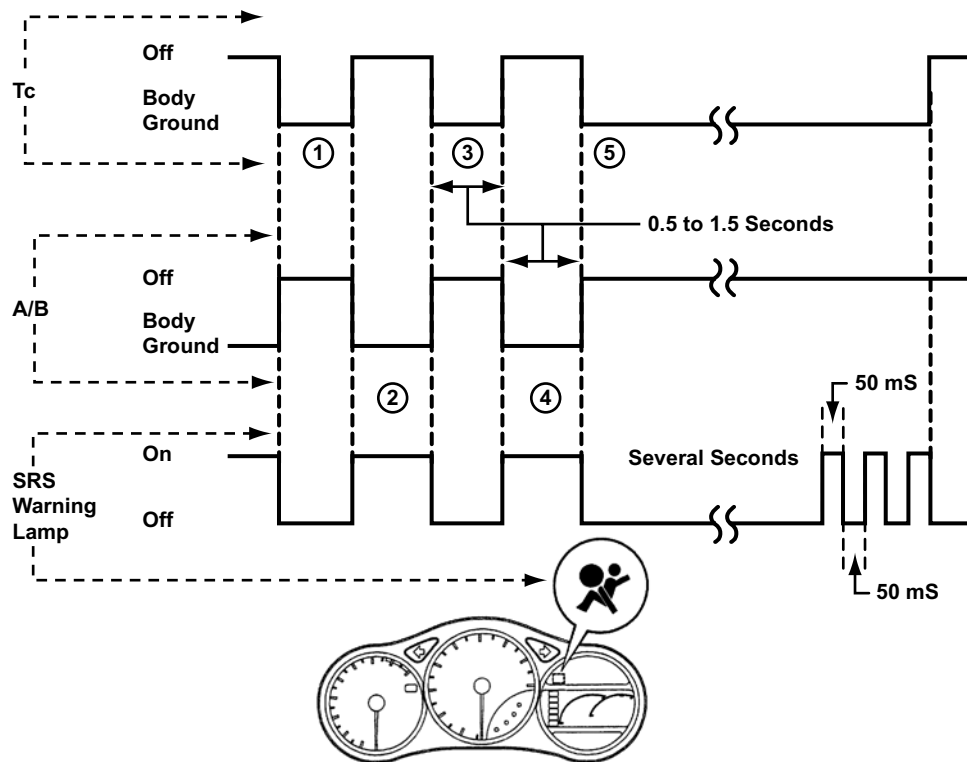 Off
Tc
Body
Ground
1
3
5
0.5 to 1.5 Seconds
Off
A/B
Body
Ground
2
4
50 mS
On
Several Seconds
SRS
Warning
Lamp
Off
50 mS